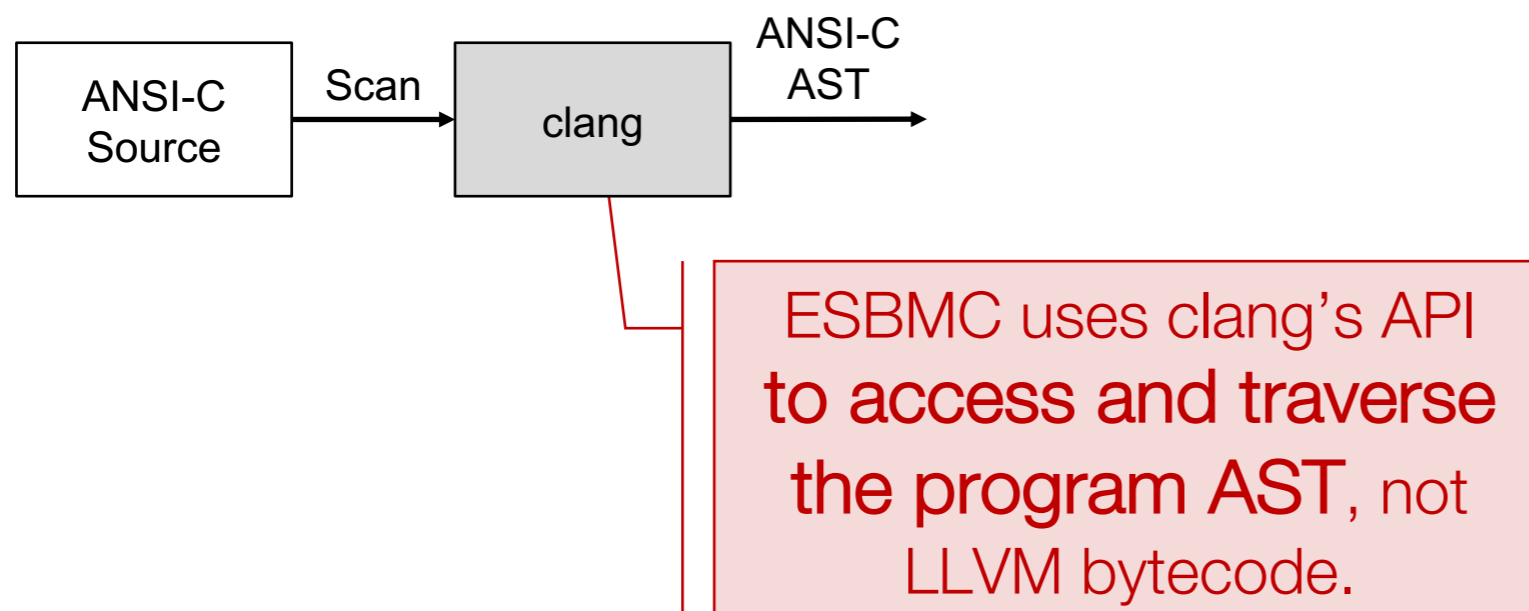 ANSI-C
Source
Scan
clang
ANSI-C
AST
ESBMC uses clang’s API
to access and traverse
the program AST, not
LLVM bytecode.